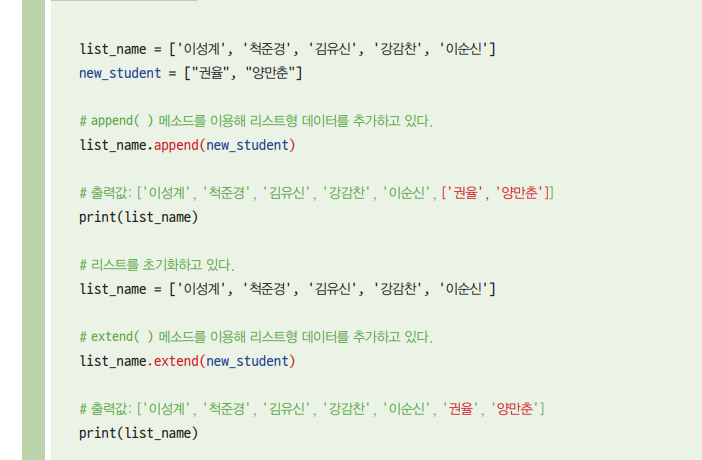 list_name = ['이성계', '척준경', '김유신', '강감찬', '이순신']
new_student = ["권율", "양만춘"]
# append( ) 메소드를 이용해 리스트형 데이터를 추가하고 있다.
list_name.append(new_student)
# 출력값: ['이성계', '척준경', '김유신', '강감찬', '이순신', ['권율', '양만춘']]
print(list_name)
# 리스트를 초기화하고 있다.
list_name = ['이성계', '척준경', '김유신', '강감찬', '이순신']
# extend( ) 메소드를 이용해 리스트형 데이터를 추가하고 있다.
list_name.extend(new_student)
# 출력값: ['이성계', '척준경', '김유신', '강감찬', '이순신', '권율', '양만춘']
print(list_name)